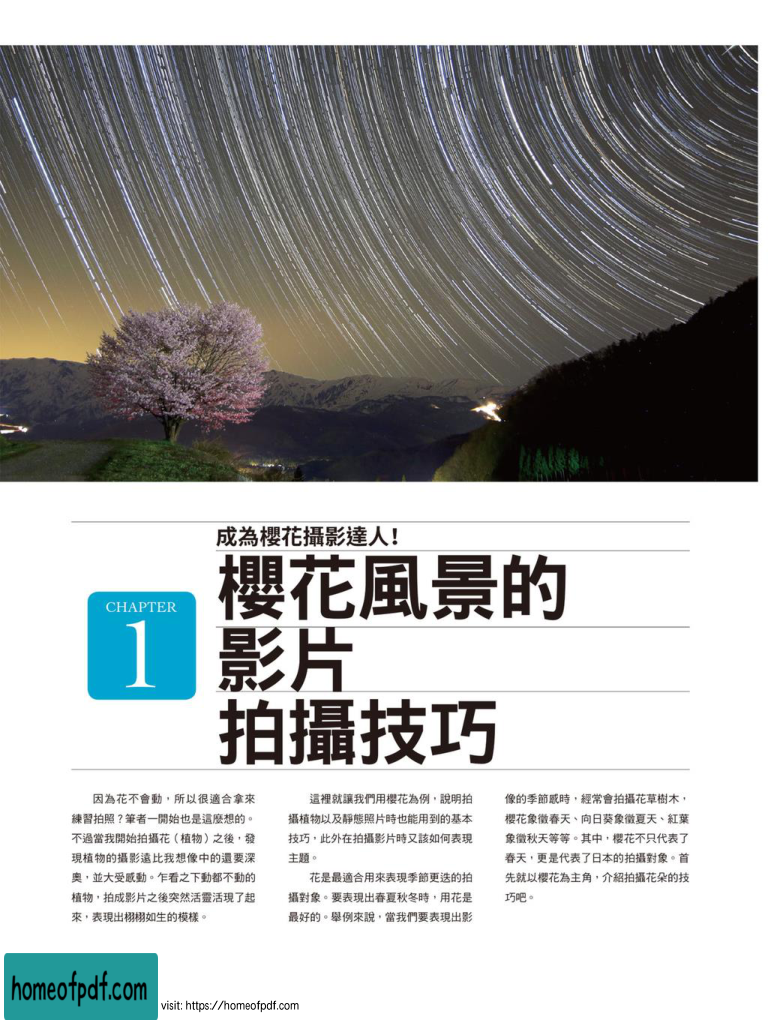 成為櫻花攝影達人！
CHAPTER
1
櫻花風景的
影片
拍攝技巧
因為花不會動，所以很適合拿來
練習拍照？筆者一開始也是這麼想的。
不過當我開始拍攝花（植物）之後，發
現植物的攝影遠比我想像中的還要深
奧，並大受感動。乍看之下動都不動的
植物，拍成影片之後突然活靈活現了起
來，表現出栩栩如生的模樣。
這裡就讓我們用櫻花為例，說明拍
攝植物以及靜態照片時也能用到的基本
技巧，此外在拍攝影片時又該如何表現
主題。
花是最適合用來表現季節更迭的拍
攝對象。要表現出春夏秋冬時，用花是
最好的。舉例來說，當我們要表現出影
像的季節感時，經常會拍攝花草樹木，
櫻花象徵春天、向日葵象徵夏天、紅葉
象徵秋天等等。其中，櫻花不只代表了
春天，更是代表了日本的拍攝對象。首
先就以櫻花為主角，介紹拍攝花朵的技
巧吧。
homeofpdf.com
visit: https://homeofpdf.com